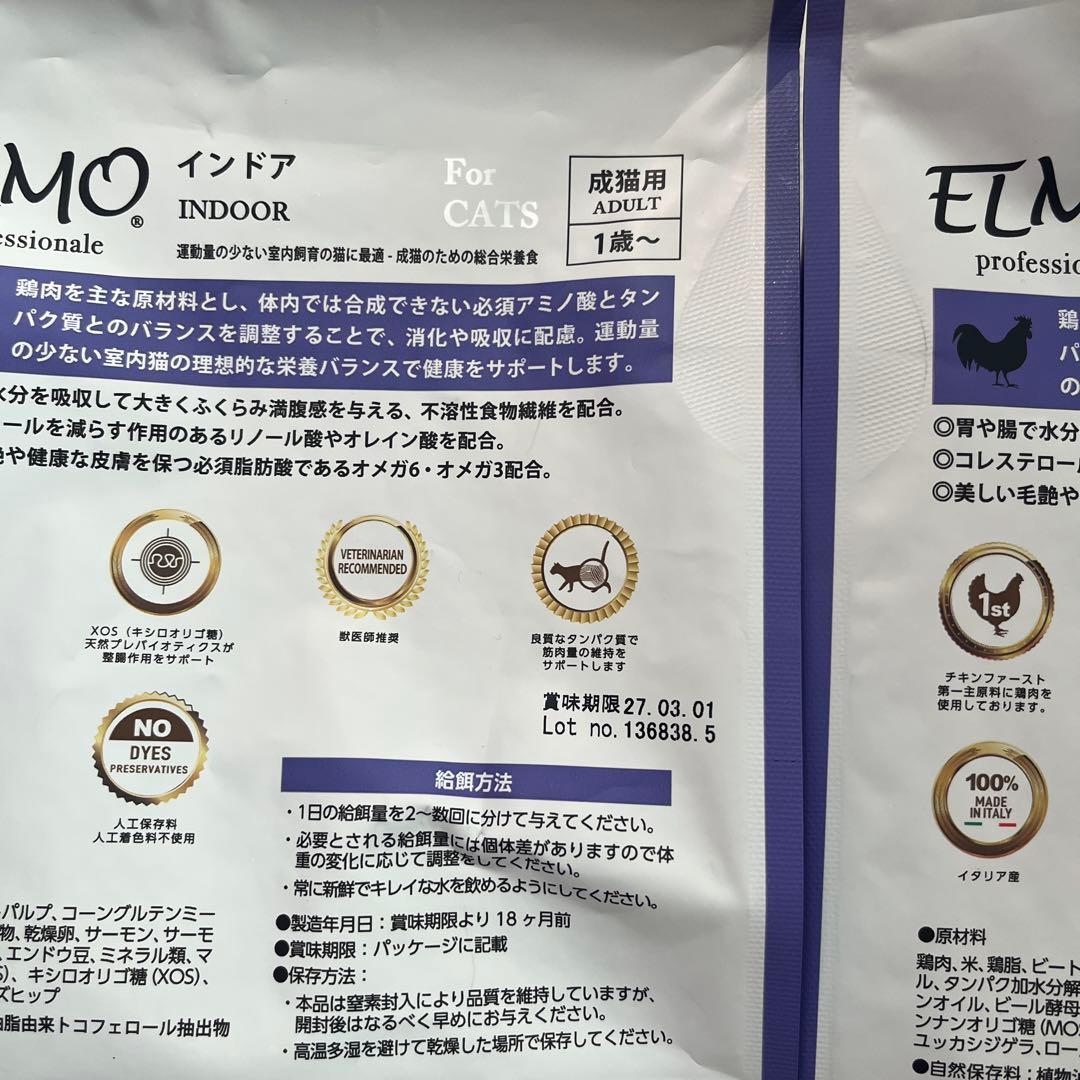 MO®
essionale
インドア
INDOOR
For
CATS
成猫用
ADULT
1歳〜
運動量の少ない室内飼育の猫に最適 - 成猫のための総合栄養食
鶏肉を主な原材料とし、体内では合成できない必須アミノ酸とタン
パク質とのバランスを調整することで、消化や吸収に配慮。運動量
の少ない室内猫の理想的な栄養バランスで健康をサポートします。
水分を吸収して大きくふくらみ満腹感を与える、不溶性食物繊維を配合。
ールを減らす作用のあるリノール酸やオレイン酸を配合。
艶や健康な皮膚を保つ必須脂肪酸であるオメガ6・オメガ3配合。
XOS（キシロオリゴ糖）
天然プレバイオティクスが
整腸作用をサポート
VETERINARIAN
RECOMMENDED
獣医師推奨
良質なタンパク質で
筋肉量の維持を
サポートします
NO
DYES
PRESERVATIVES
人工保存料
人工着色料不使用
賞味期限27.03.01
Lot no.136838.5
給餌方法
・1日の給餌量を2〜数回に分けて与えてください。
・必要とされる給餌量には個体差がありますので体
重の変化に応じて調整をしてください。
・常に新鮮でキレイな水を飲めるようにしてください。
●製造年月日：賞味期限より18ヶ月前
●賞味期限：パッケージに記載
●保存方法：
・本品は窒素封入により品質を維持していますが、
開封後はなるべく早めにお与えください。
・高温多湿を避けて乾燥した場所で保存してください。
パルプ、コーングルテンミー
物、乾燥卵、サーモン、サーモ
、エンドウ豆、ミネラル類、マ
S)、キシロオリゴ糖(XOS)、
ズヒップ
油脂由来トコフェロール抽出物
ELM
professio
鶏
パ
の
◎胃や腸で水分
◎コレステロール
◎美しい毛艶や
1st
チキンファースト
第一主原料に鶏肉を
使用しております。
100%
MADE
IN ITALY
イタリア産
●原材料
鶏肉、米、鶏脂、ビート
ル、タンパク加水分解
ンオイル、ビール酵母
ンナンオリゴ糖(MO
ユッカシジゲラ、ロー
●自然保存料：植物油